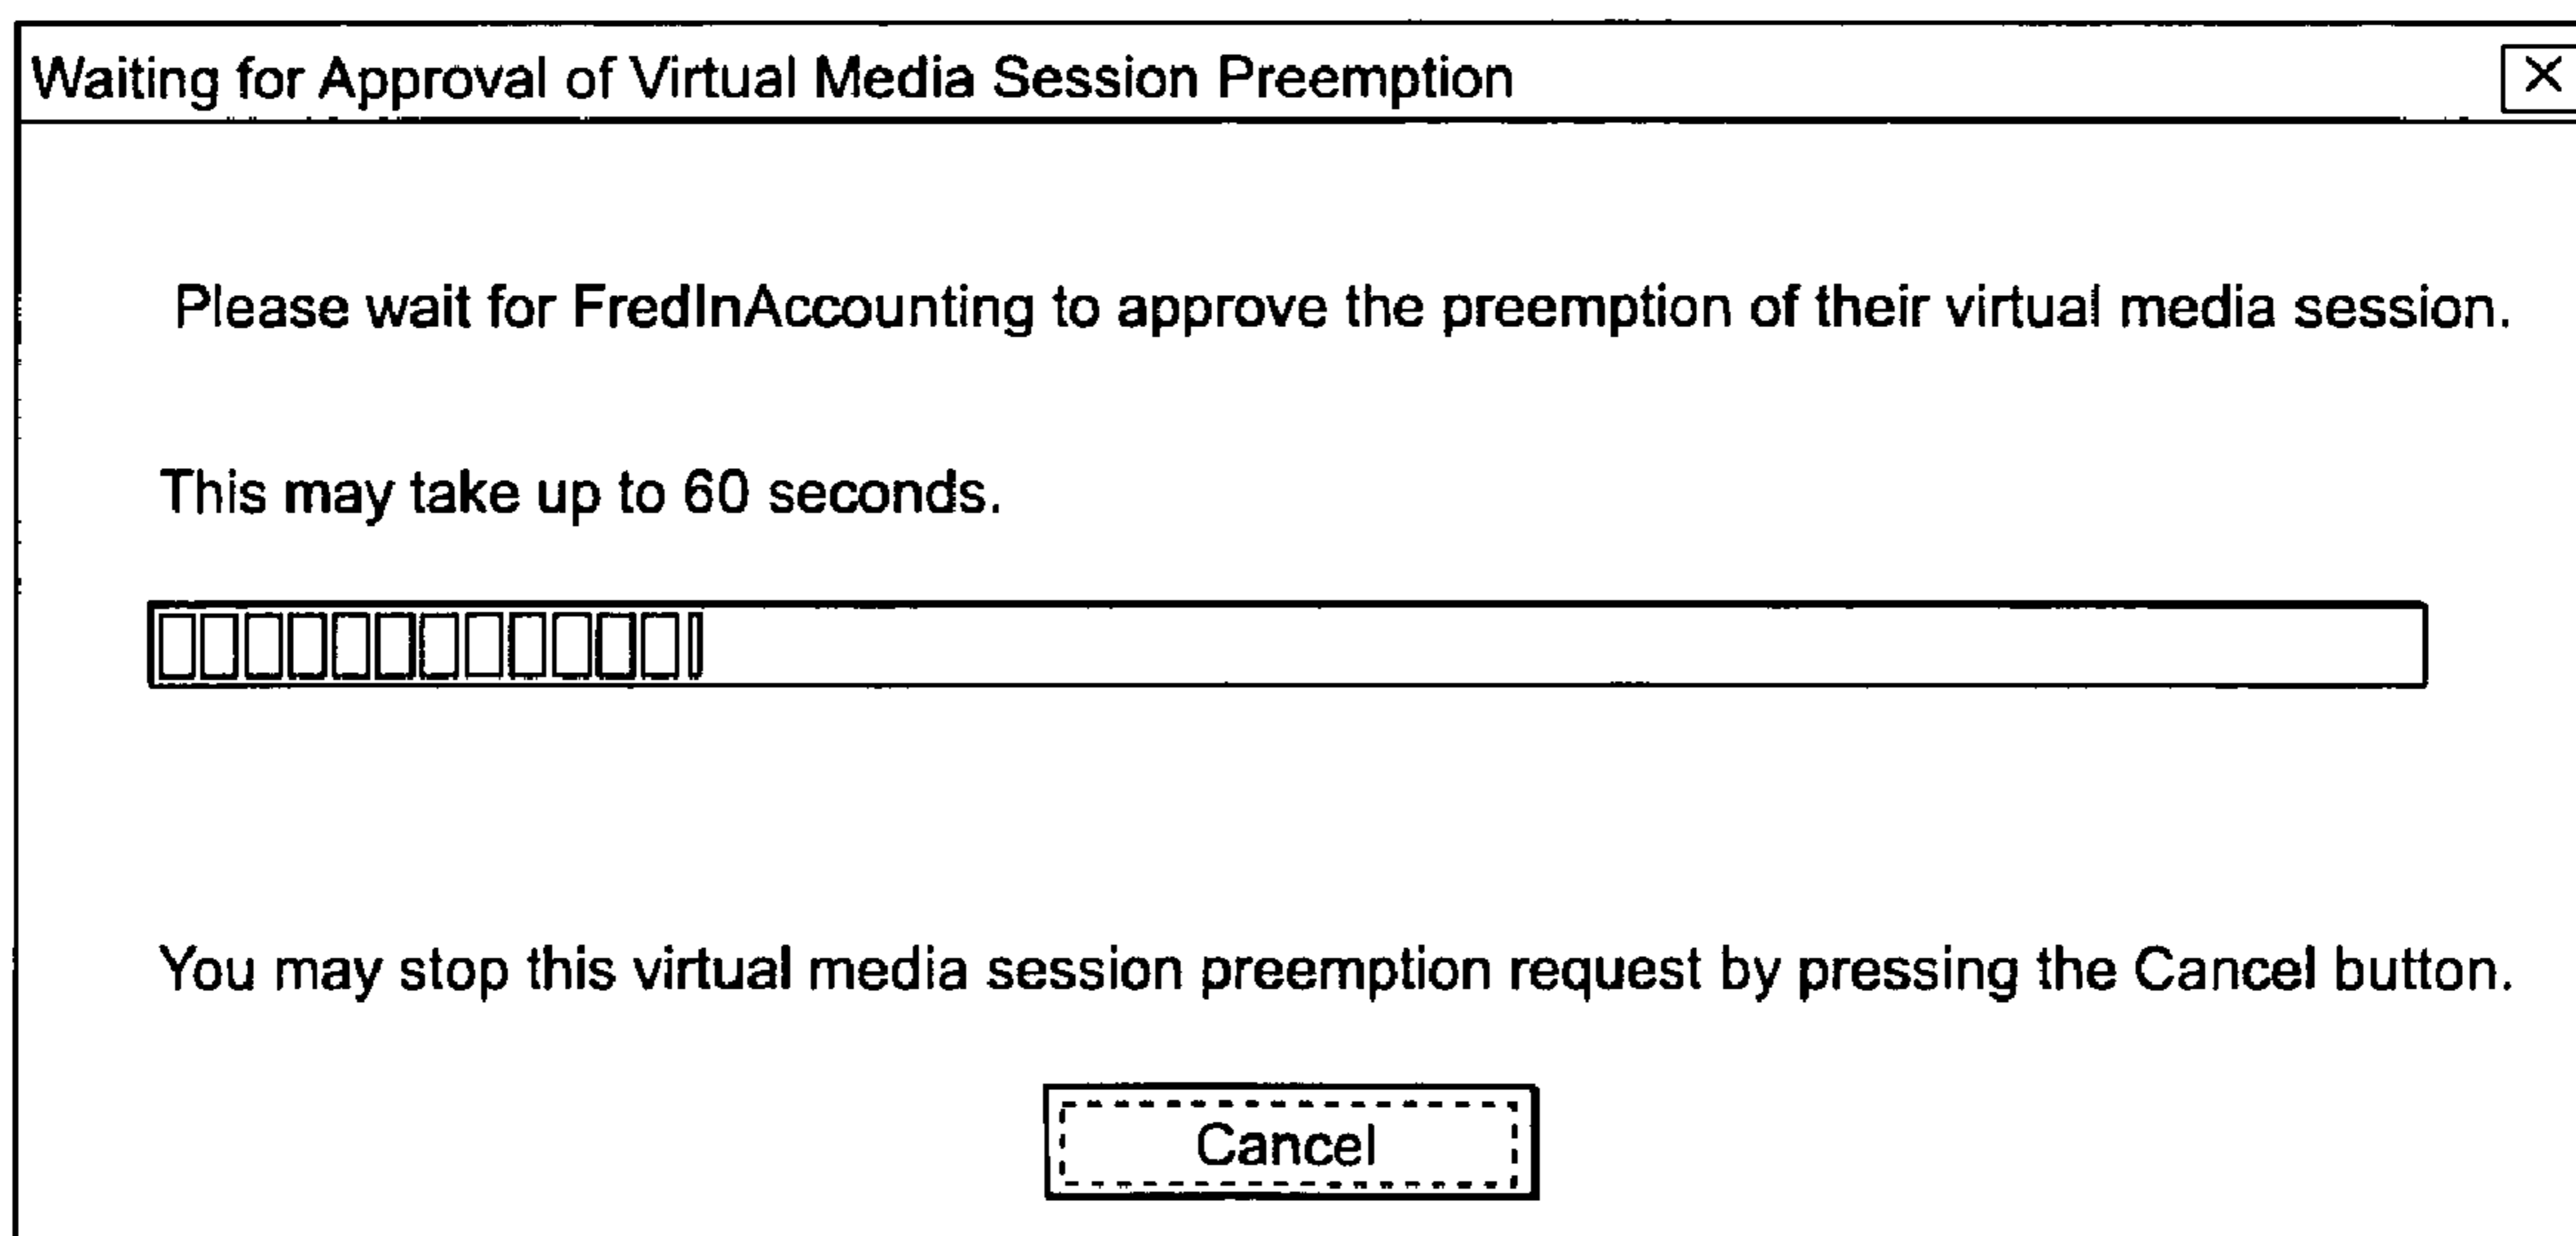 Waiting for Approval of Virtual Media Session Preemption
Please wait for FredInAccounting to approve the preemption of their virtual media session.
This may take up to 60 seconds.
You may stop this virtual media session preemption request by pressing the Cancel button.
Cancel